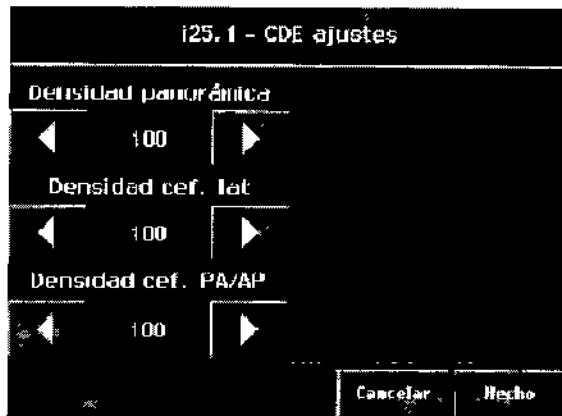 i25.1 - CDE ajustes
Densidad panorámica
100
Densidad cef. lat
100
Densidad cef. PA/AP
100
Cancelar Hecho